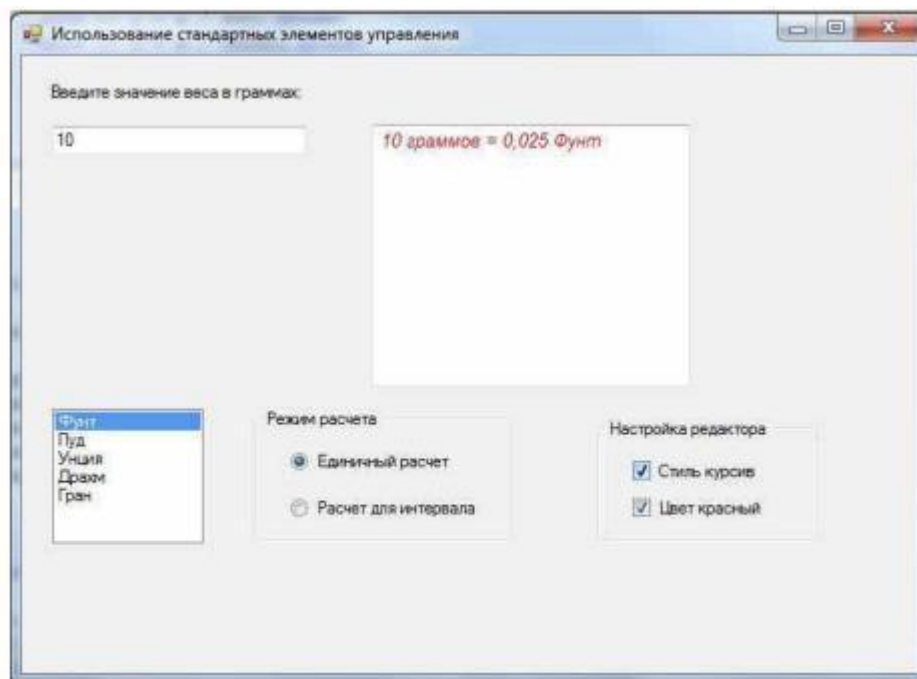 Использование стандартных элементов управления
Введите значение веса в граммах:
10
10 граммов = 0,025 Фунт
Фунт
Пуд
Унция
Драхм
Гран
Режим расчета
Единичный расчет
Расчет для интервала
Настройка редактора
Стиль курсив
Цвет красный